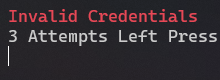 Invalid Credentials
3 Attempts Left Press